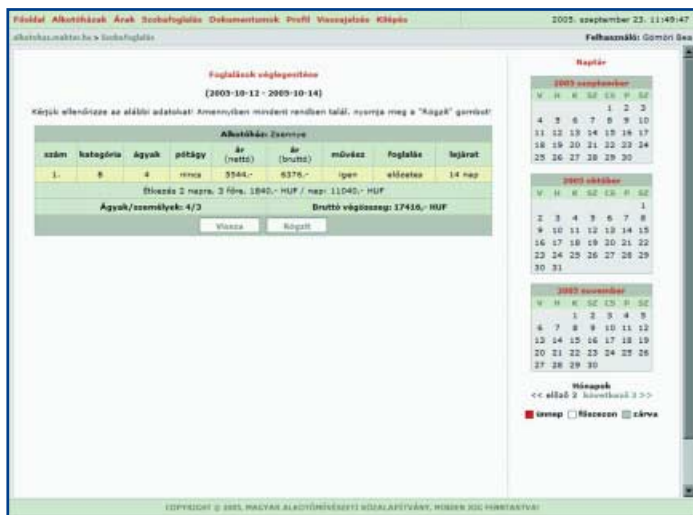 Főoldal Alkotóházak Árak Szobafoglalás Dokumentumok Profil Visszajelzés Kilépés
2005. szeptember 23. 11:49:47
alkotohaz.maktar.hu > Szobafoglalás
Felhasználó: Gömöri Bea
Foglalások véglegesítése
(2005-10-12 - 2005-10-14)
Kérjük ellenőrizze az alábbi adatokat! Amennyiben mindent rendben talál, nyomja meg a "Rögzít" gombot!
Alkotóház: Zsennye
szám kategória ágyak pótágy ár (nettó) ár (bruttó) művész foglalás lejárat
1. B 4 nincs 5544,- 6376,- igen előzetes 14 nap
Étkezés 2 napra, 3 főre, 1840,- HUF / nap: 11040,- HUF
Ágyak/személyek: 4/3 Bruttó végösszeg: 17416,- HUF
Vissza Rögzít
Naptár
2005 szeptember
V H K SZ CS P SZ
1 2 3
4 5 6 7 8 9 10
11 12 13 14 15 16 17
18 19 20 21 22 23 24
25 26 27 28 29 30
2005 október
V H K SZ CS P SZ
1
2 3 4 5 6 7 8
9 10 11 12 13 14 15
16 17 18 19 20 21 22
23 24 25 26 27 28 29
30 31
2005 november
V H K SZ CS P SZ
1 2 3 4 5
6 7 8 9 10 11 12
13 14 15 16 17 18 19
20 21 22 23 24 25 26
27 28 29 30
Hónapok
<< előző 3 következő 3 >>
ünnep főszezon zárva
COPYRIGHT © 2005, MAGYAR ALKOTÓMŰVÉSZETI KÖZALAPÍTVÁNY, MINDEN JOG FENNTARTVA!